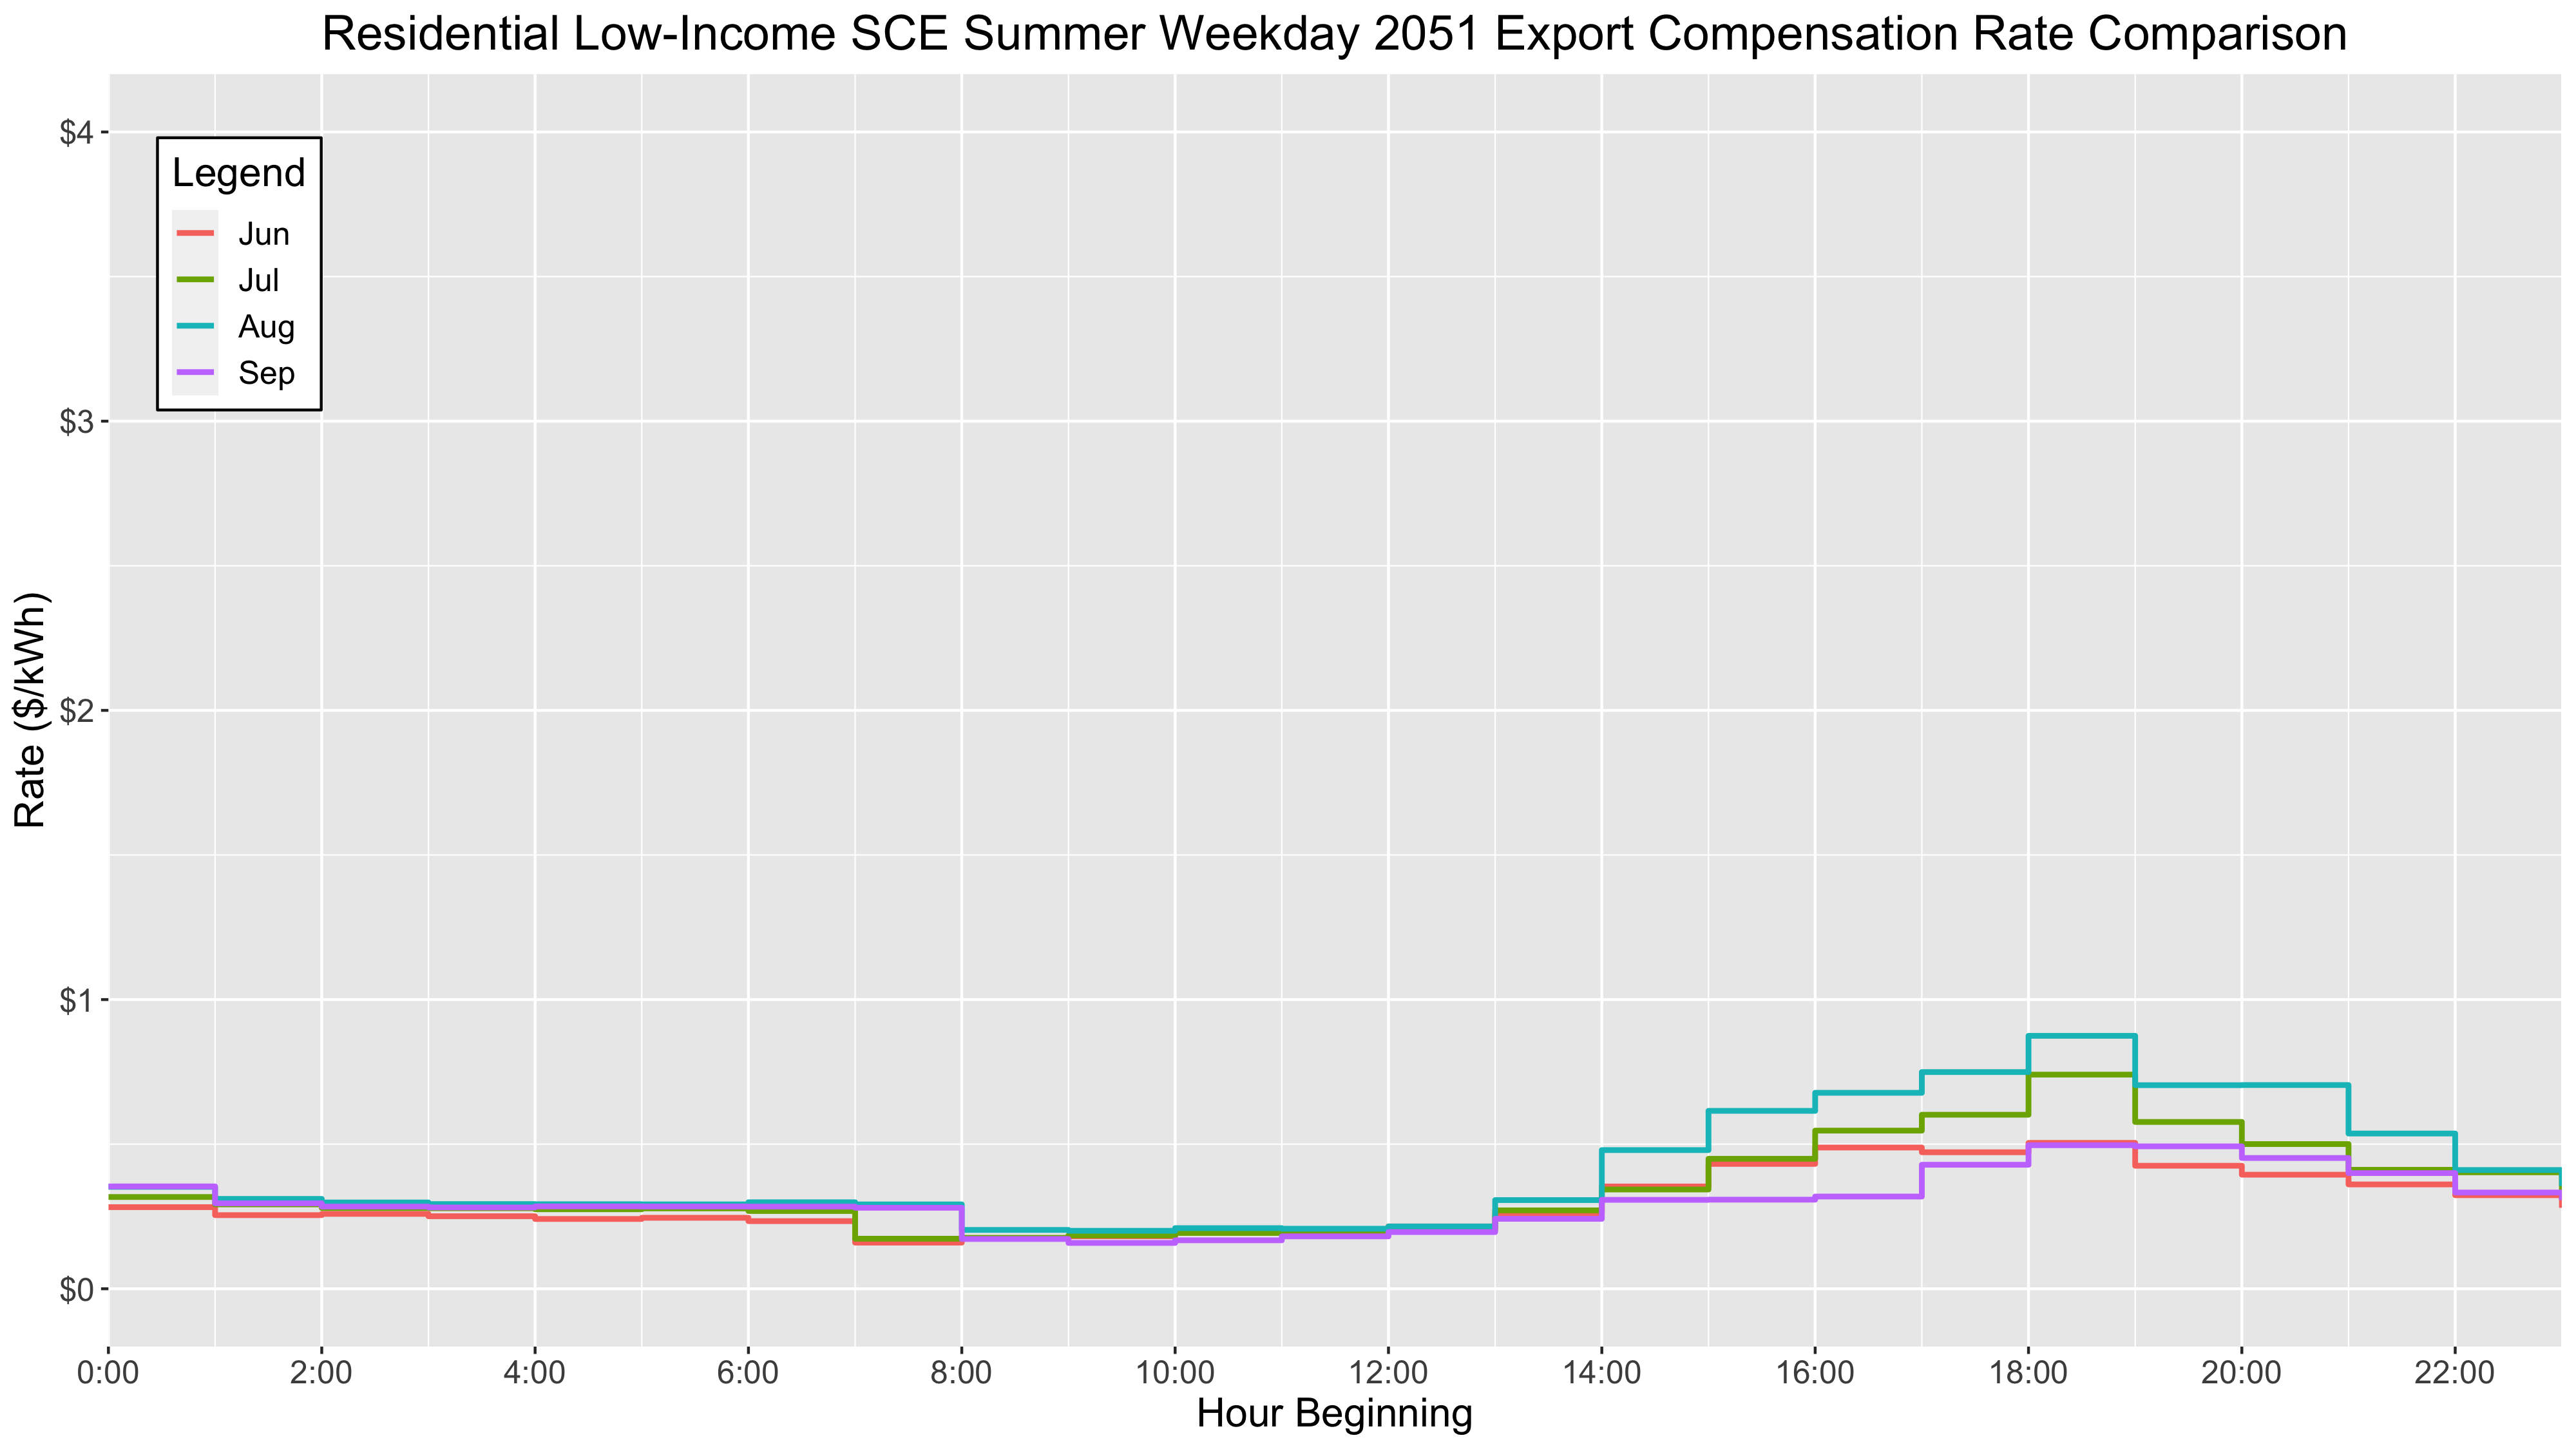 Residential Low-Income SCE Summer Weekday 2051 Export Compensation Rate Comparison
$4
Legend
Jun
Jul
Aug
Sep
$3
Rate ($/kWh)
$2
$1
$0
0:00 2:00 4:00 6:00 8:00 10:00 12:00 14:00 16:00 18:00 20:00 22:00
Hour Beginning